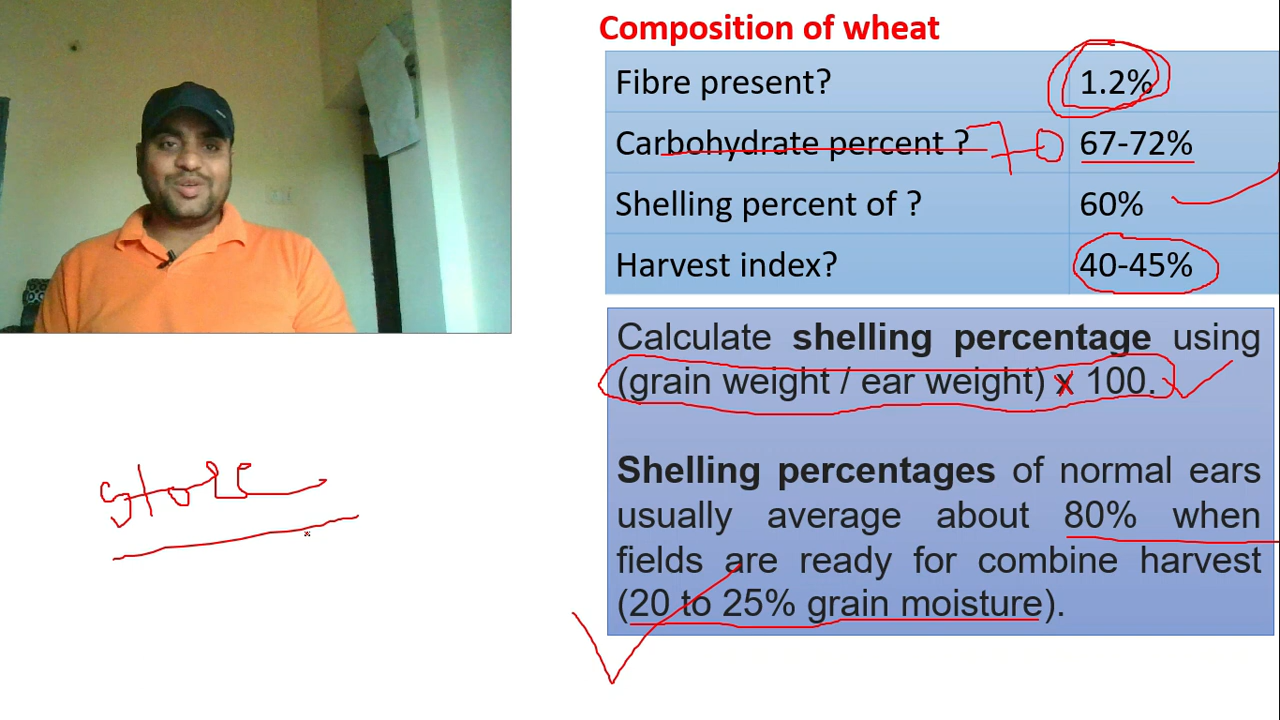 Composition of wheat
Fibre present? 1.2%
Carbohydrate percent ? 70 67-72%
Shelling percent of ? 60%
Harvest index? 40-45%
Calculate shelling percentage using
(grain weight / ear weight) x 100.
Shelling percentages of normal ears
usually average about 80% when
fields are ready for combine harvest
(20 to 25% grain moisture).
store